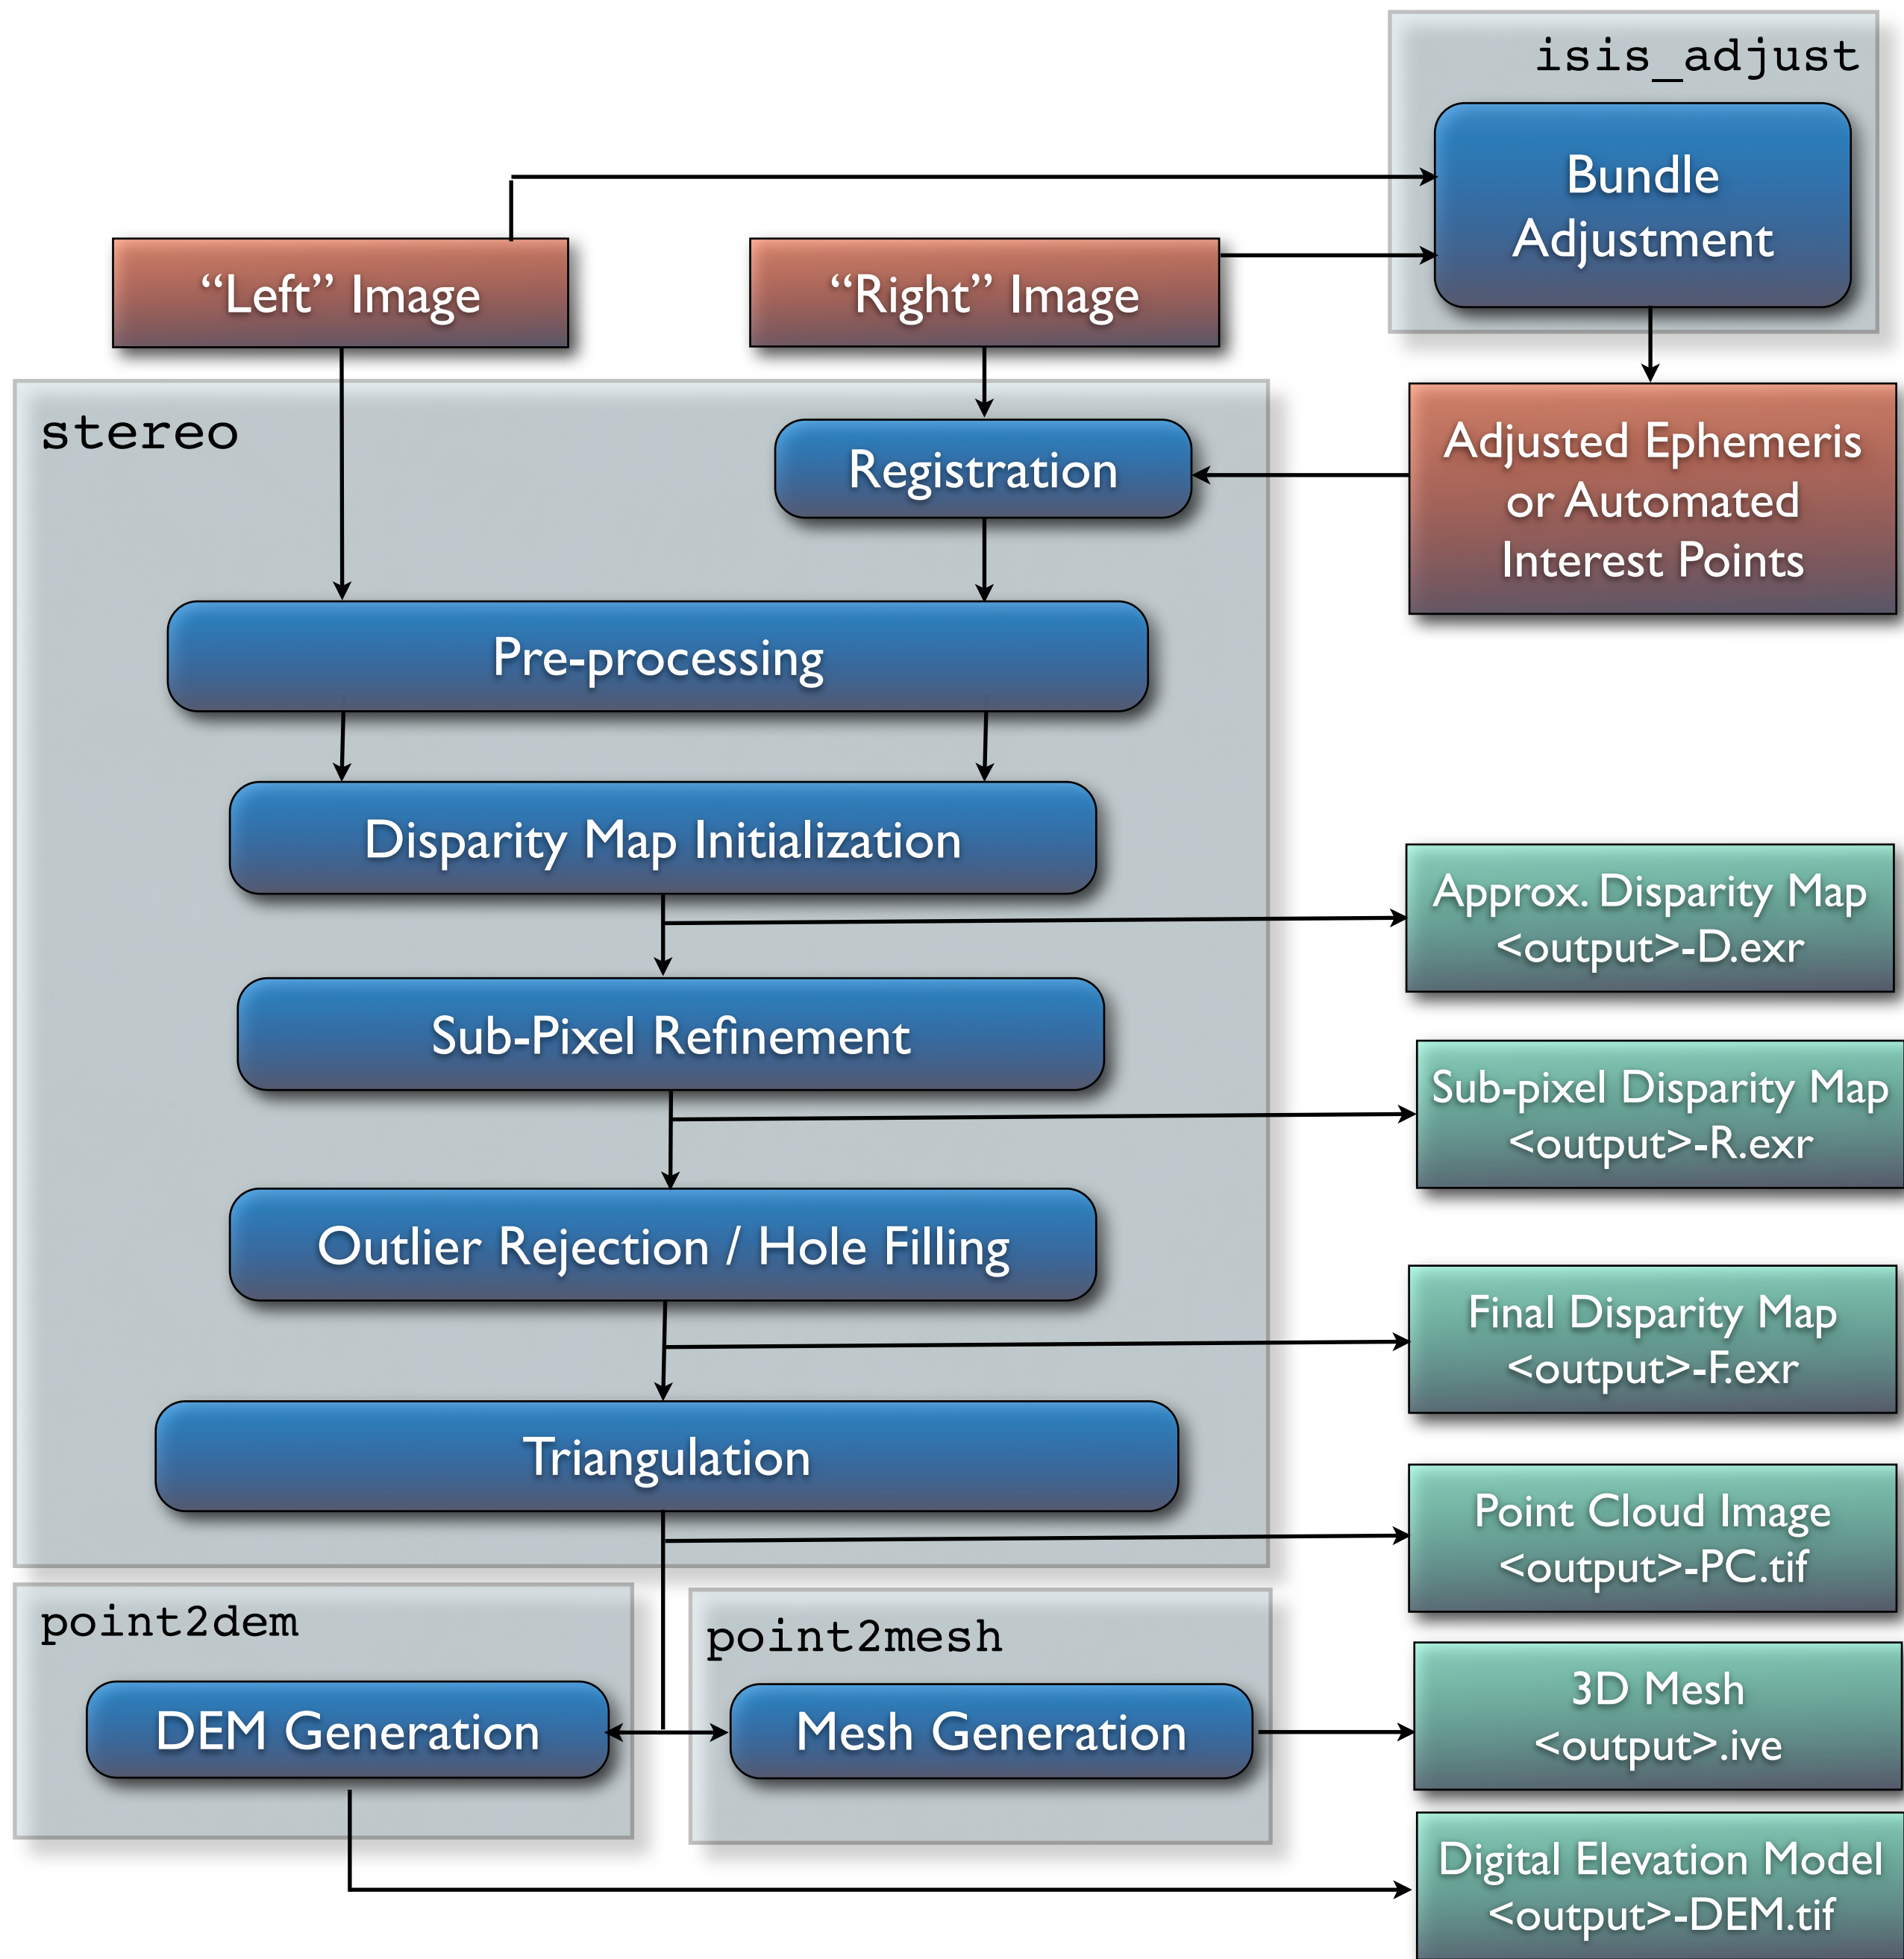 isis_adjust
Bundle
Adjustment
“Left” Image
“Right” Image
stereo
Registration
Adjusted Ephemeris
or Automated
Interest Points
Pre-processing
Disparity Map Initialization
Approx. Disparity Map
<output>-D.exr
Sub-Pixel Refinement
Sub-pixel Disparity Map
<output>-R.exr
Outlier Rejection / Hole Filling
Final Disparity Map
<output>-F.exr
Triangulation
Point Cloud Image
<output>-PC.tif
point2dem
DEM Generation
point2mesh
Mesh Generation
3D Mesh
<output>.ive
Digital Elevation Model
<output>-DEM.tif